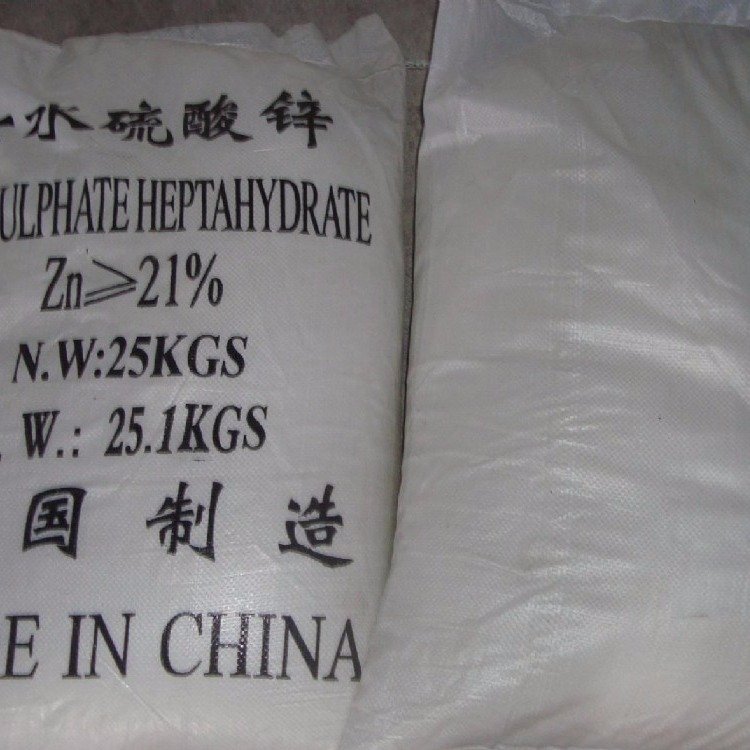 水硫酸锌
ULPHATE HEPTAHYDRATE
Zn≥21%
N.W:25KGS
W.: 25.1KGS
国制造
E IN CHINA